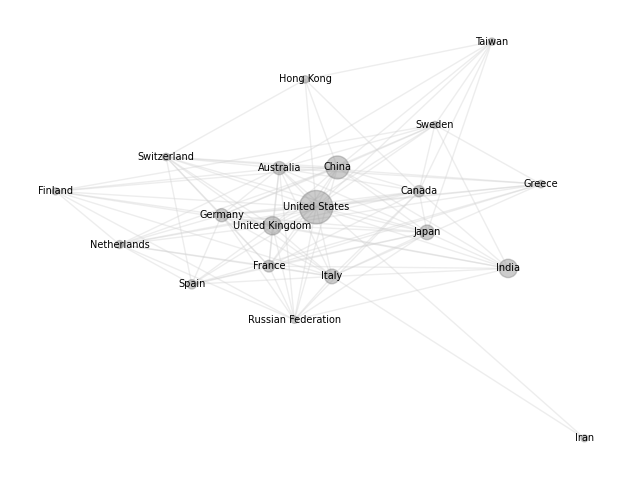 Taiwan
Hong Kong
Sweden
Switzerland
Australia
China
Finland
Canada
Greece
Germany
United States
United Kingdom
Japan
Netherlands
France
Italy
India
Spain
Russian Federation
Iran